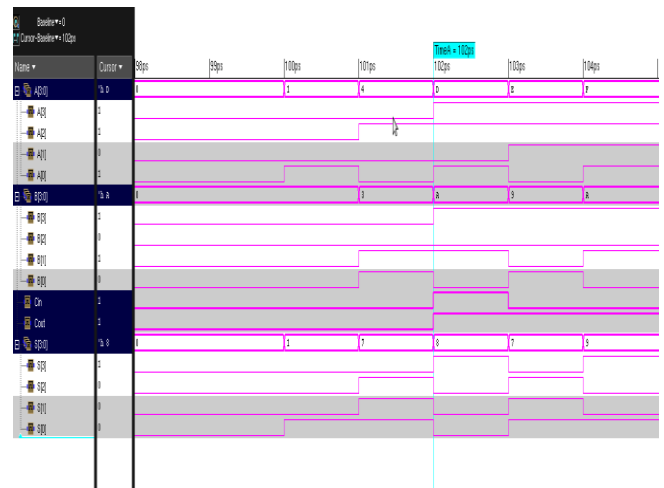 Baseline▼=0
Cursor-Baseline▼=102ps
TimeA = 102ps
Name ▼ Cursor ▼ 98ps 99ps 100ps 101ps 102ps 103ps 104ps
A[3:0] 'h D 0 1 4 D E F
A[3] 1
A[2] 1
A[1] 0
A[0] 1
B[3:0] 'h A 0 3 A 9 A
B[3] 1
B[2] 0
B[1] 1
B[0] 0
Cin 1
Cout 1
S[3:0] 'h 8 0 1 7 8 7 9
S[3] 1
S[2] 0
S[1] 0
S[0] 0